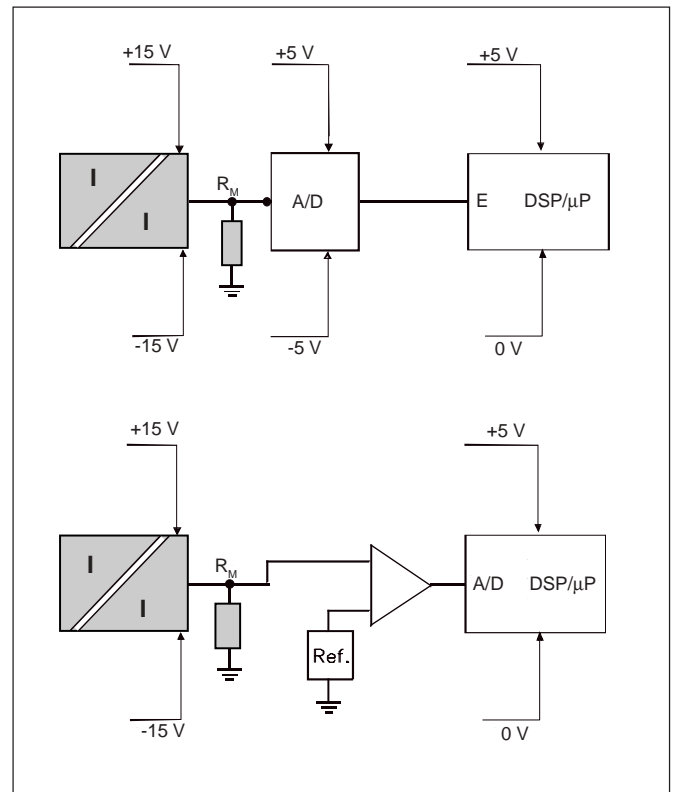 +15 V +5 V +5 V
I I R_M A/D E DSP/µP
-15 V -5 V 0 V
+15 V +5 V
I I R_M A/D DSP/µP
Ref.
-15 V 0 V